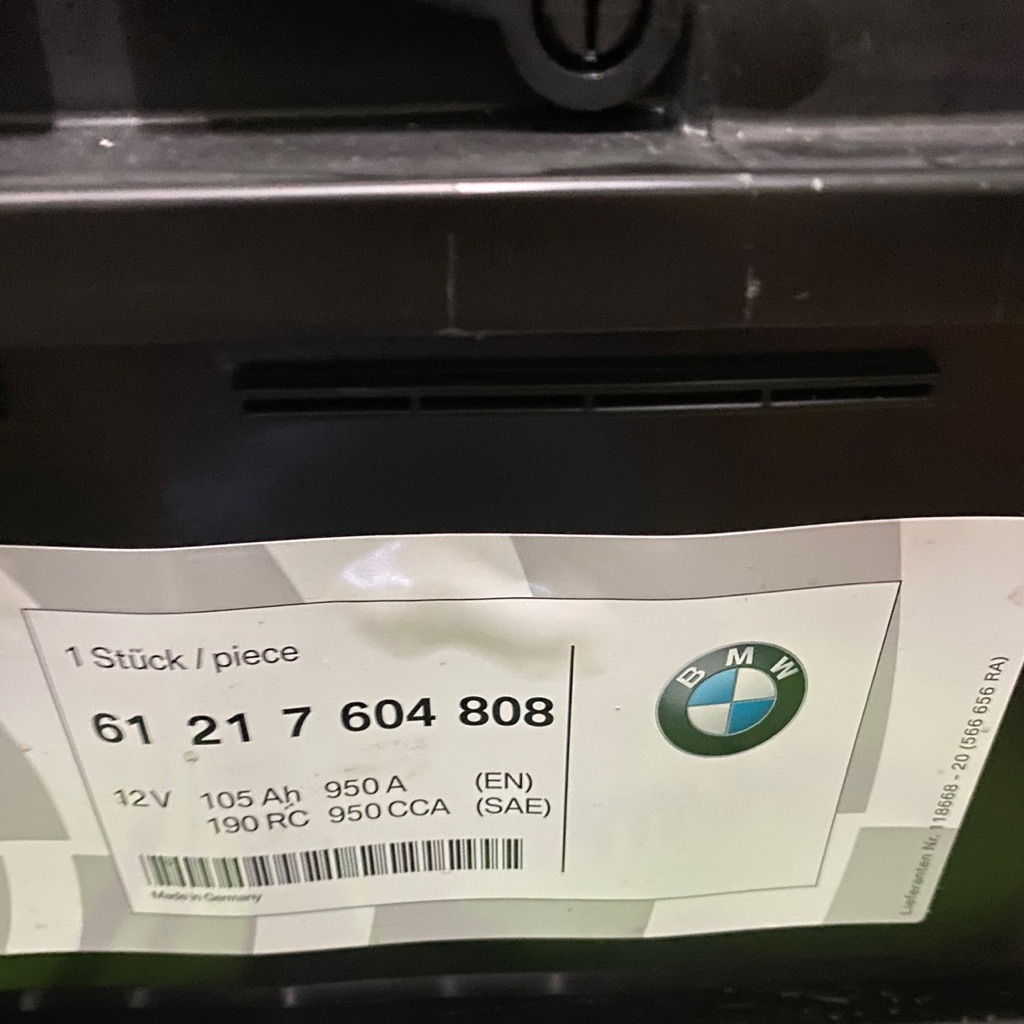 1 Stück / piece
61 21 7 604 808
12V 105 Ah 950 A (EN)
190 RC 950 CCA (SAE)
Made in Germany
BMW
Lieferanten Nr. 118668 - 20 (566 656 RA)